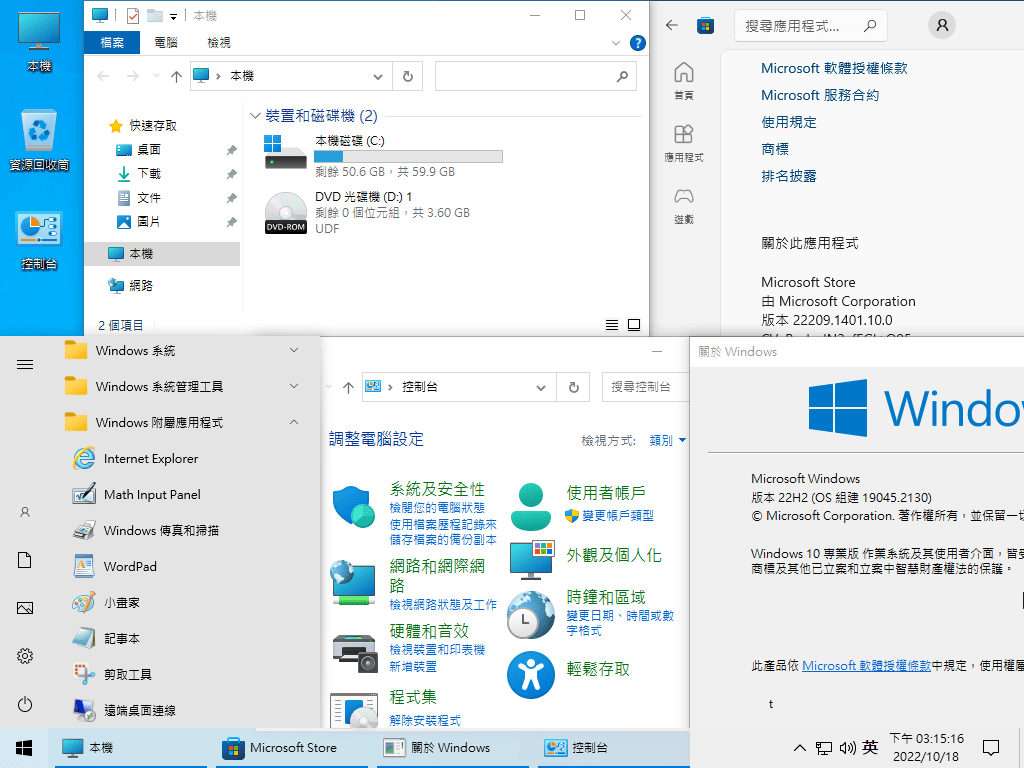 本機
資源回收筒
控制台
本機
檔案
電腦
檢視
本機
快速存取
桌面
下載
文件
圖片
本機
網路
裝置和磁碟機 (2)
本機磁碟 (C:)
剩餘 50.6 GB，共 59.9 GB
DVD 光碟機 (D:) 1
剩餘 0 個位元組，共 3.60 GB
UDF
DVD-ROM
2 個項目
搜尋應用程式...
首頁
應用程式
遊戲
Microsoft 軟體授權條款
Microsoft 服務合約
使用規定
商標
排名披露
關於此應用程式
Microsoft Store
由 Microsoft Corporation
版本 22209.1401.10.0
Windows 系統
Windows 系統管理工具
Windows 附屬應用程式
Internet Explorer
Math Input Panel
Windows 傳真和掃描
WordPad
小畫家
記事本
剪取工具
遠端桌面連線
控制台
搜尋控制台
調整電腦設定
檢視方式: 類別
系統及安全性
檢閱您的電腦狀態
使用檔案歷程記錄來
儲存檔案的備份副本
網路和網際網
路
檢視網路狀態及工作
硬體和音效
檢視裝置和印表機
新增裝置
程式集
解除安裝程式
使用者帳戶
變更帳戶類型
外觀及個人化
時鐘和區域
變更日期、時間或數
字格式
輕鬆存取
關於 Windows
Windo
Microsoft Windows
版本 22H2 (OS 組建 19045.2130)
© Microsoft Corporation. 著作權所有，並保留一切
Windows 10 專業版 作業系統及其使用者介面，皆受
商標及其他已立案和立案中智慧財產權法的保護。
此產品依 Microsoft 軟體授權條款中規定，使用權屬
t
本機
Microsoft Store
關於 Windows
控制台
英
下午 03:15:16
2022/10/18